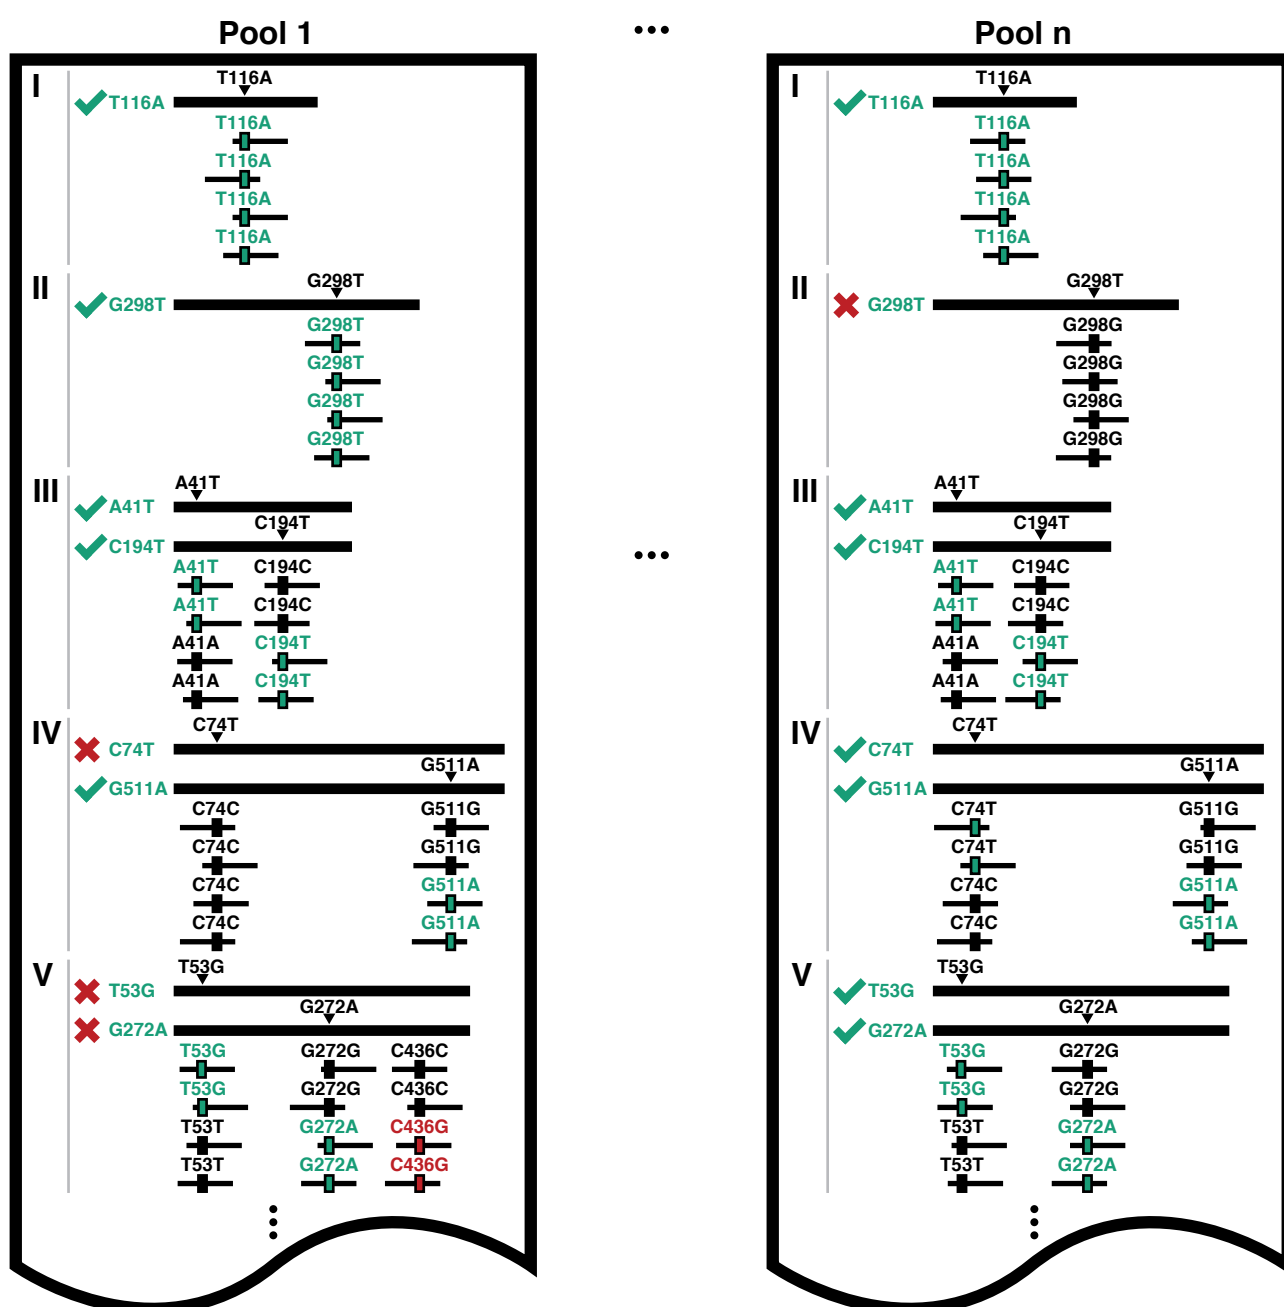 Pool 1
I
T116A
T116A
T116A
T116A
T116A
T116A
II
G298T
G298T
G298T
G298T
G298T
G298T
III
A41T
A41T
C194T
C194T
A41T C194C
A41T C194C
A41A C194T
A41A C194T
IV
C74T
C74T
G511A
G511A
C74C G511G
C74C G511G
C74C G511A
C74C G511A
V
T53G
T53G
G272A
G272A
T53G G272G C436C
T53G G272G C436C
T53T G272A C436G
T53T G272A C436G
...
...
Pool n
I
T116A
T116A
T116A
T116A
T116A
T116A
II
G298T
G298T
G298G
G298G
G298G
G298G
III
A41T
A41T
C194T
C194T
A41T C194C
A41T C194C
A41A C194T
A41A C194T
IV
C74T
C74T
G511A
G511A
C74T G511G
C74T G511G
C74C G511A
C74C G511A
V
T53G
T53G
G272A
G272A
T53G G272G
T53G G272G
T53T G272A
T53T G272A